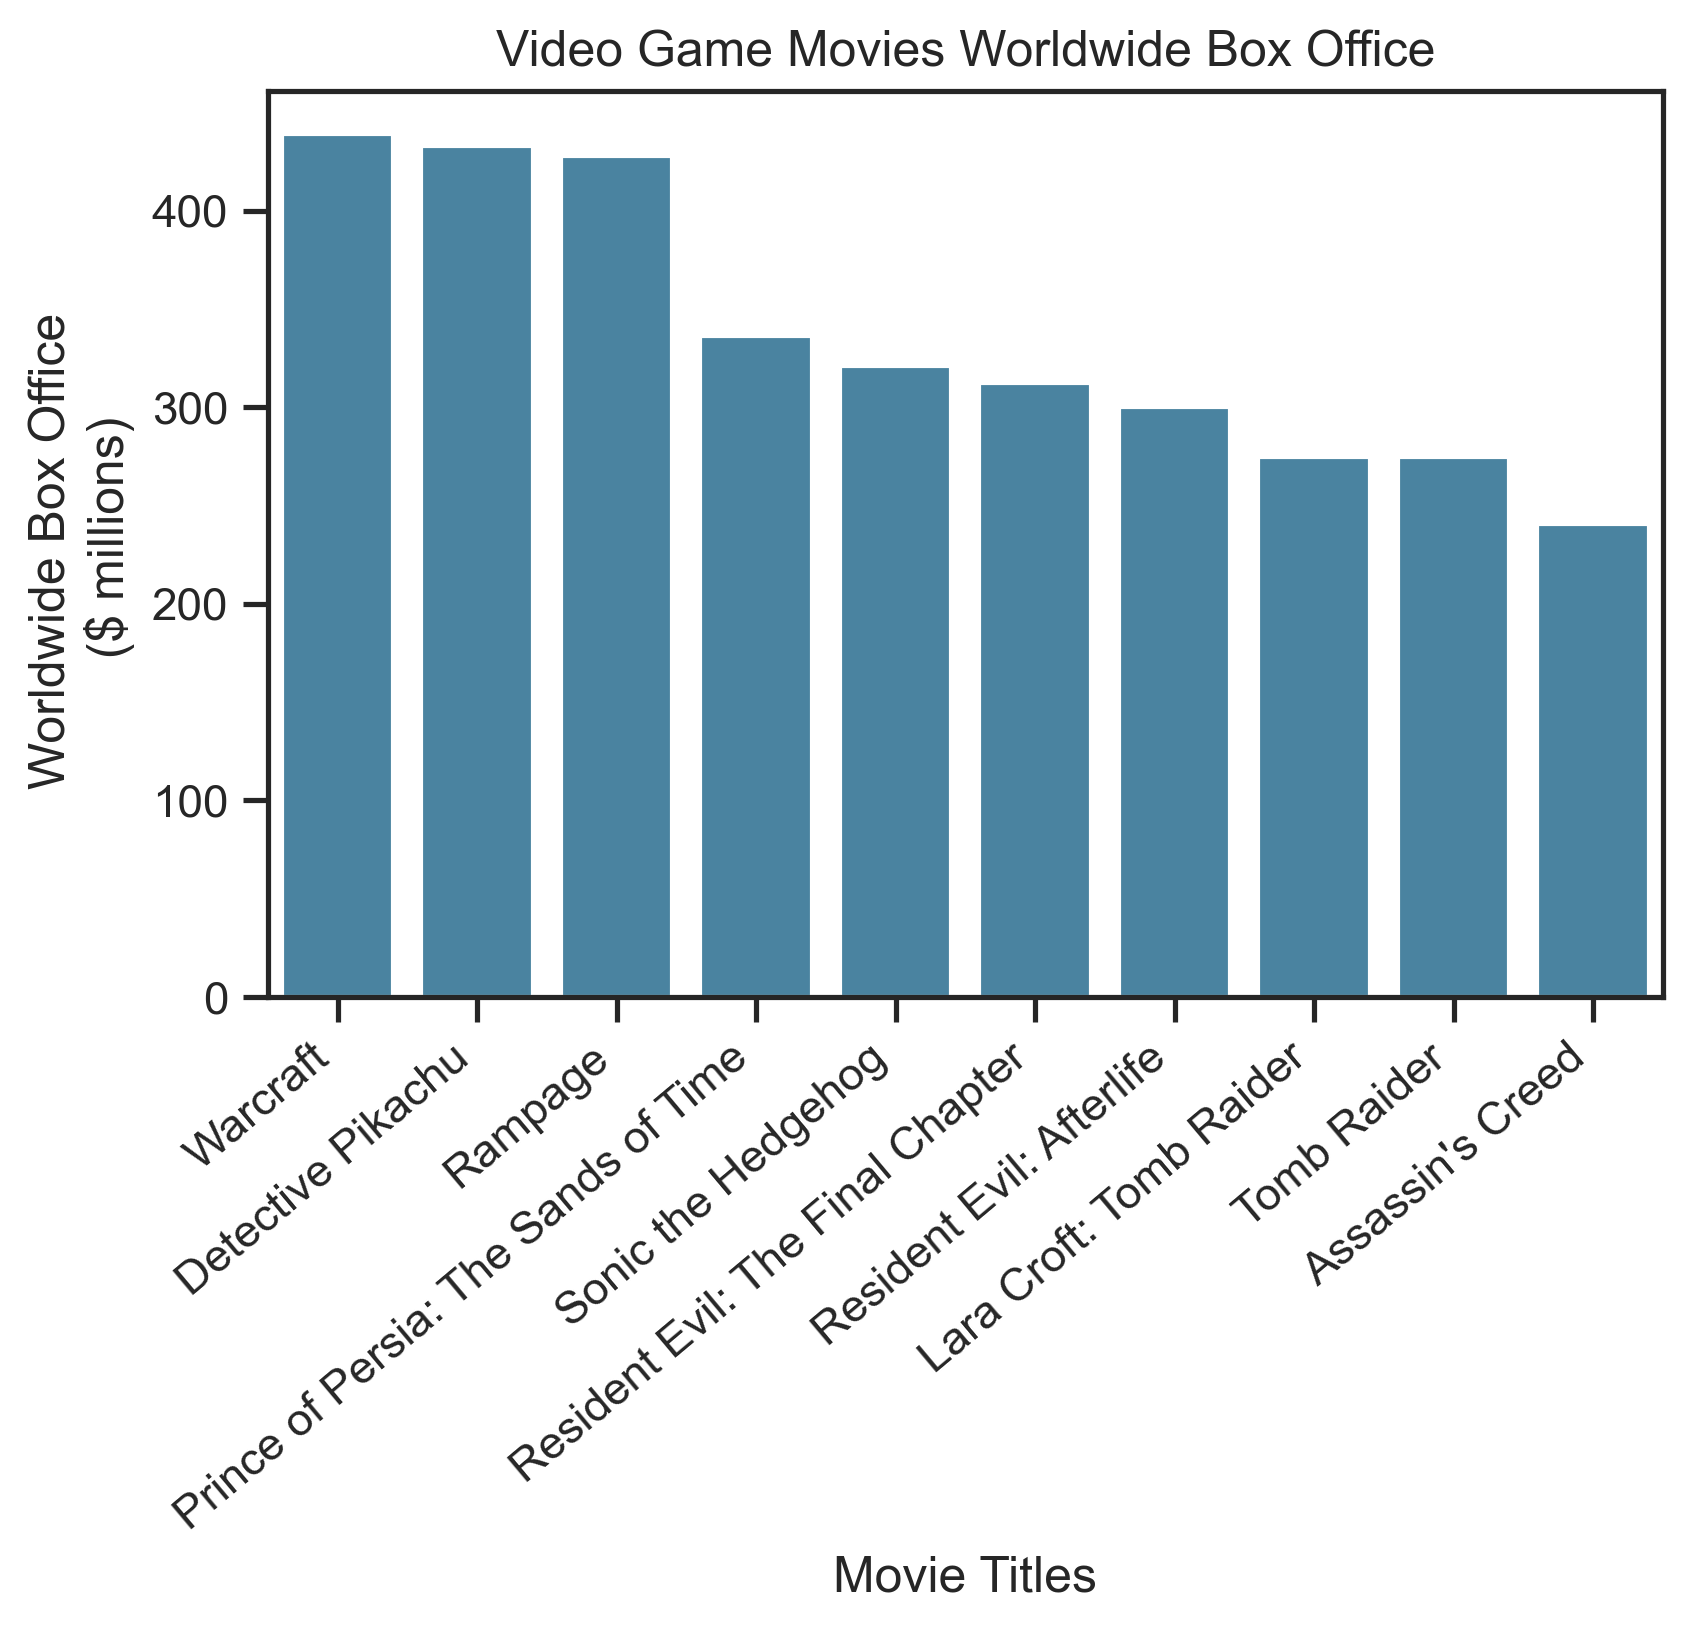 Video Game Movies Worldwide Box Office
Worldwide Box Office
($ millions)
400
300
200
100
0
Warcraft
Detective Pikachu
Rampage
Prince of Persia: The Sands of Time
Sonic the Hedgehog
Resident Evil: The Final Chapter
Resident Evil: Afterlife
Lara Croft: Tomb Raider
Tomb Raider
Assassin's Creed
Movie Titles